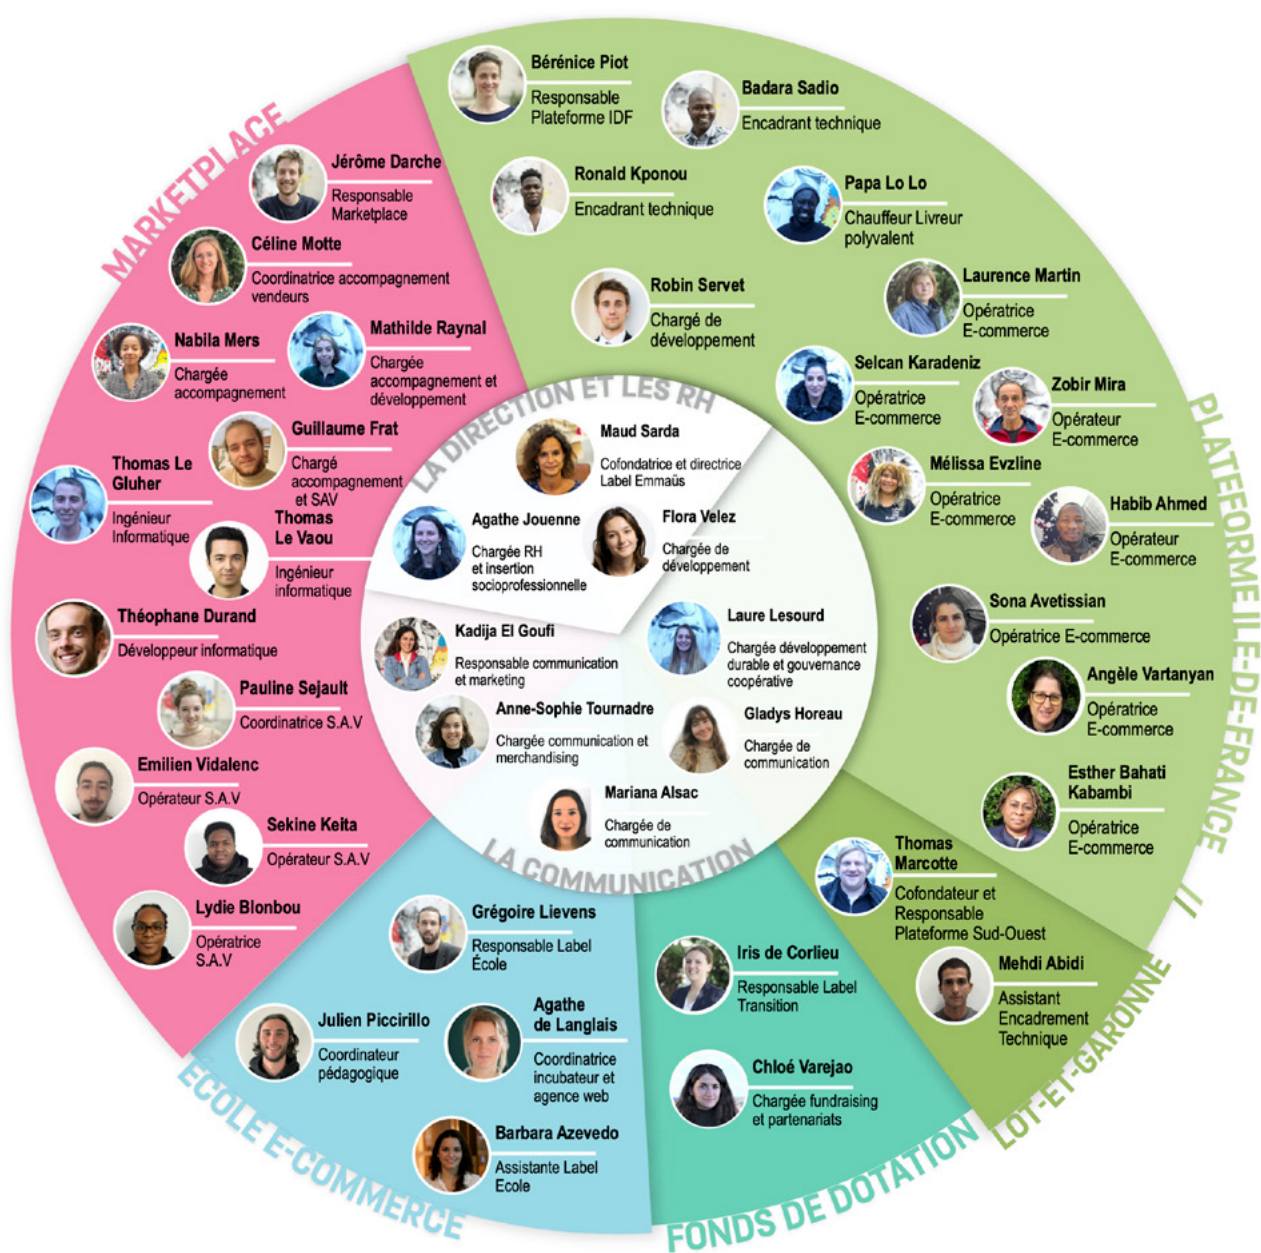 MARKETPLACE
Jérôme Darche
Responsable
Marketplace
Céline Motte
Coordinatrice accompagnement
vendeurs
Nabila Mers
Chargée
accompagnement
Mathilde Raynal
Chargée
accompagnement et
développement
Guillaume Frat
Chargé
accompagnement
et SAV
Thomas Le
Gluher
Ingénieur
Informatique
Thomas
Le Vaou
Ingénieur
informatique
Théophane Durand
Développeur informatique
Pauline Sejault
Coordinatrice S.A.V
Emilien Vidalenc
Opérateur S.A.V
Sekine Keita
Opérateur S.A.V
Lydie Blonbou
Opératrice
S.A.V
PLATEFORME ILE-DE-FRANCE //
Bérénice Piot
Responsable
Plateforme IDF
Badara Sadio
Encadrant technique
Ronald Kponou
Encadrant technique
Papa Lo Lo
Chauffeur Livreur
polyvalent
Robin Servet
Chargé de
développement
Laurence Martin
Opératrice
E-commerce
Selcan Karadeniz
Opératrice
E-commerce
Zobir Mira
Opérateur
E-commerce
Mélissa Evzline
Opératrice
E-commerce
Habib Ahmed
Opérateur
E-commerce
Sona Avetissian
Opératrice E-commerce
Angèle Vartanyan
Opératrice
E-commerce
Esther Bahati
Kabambi
Opératrice
E-commerce
LOT-ET-GARONNE
Thomas
Marcotte
Cofondateur et
Responsable
Plateforme Sud-Ouest
Mehdi Abidi
Assistant
Encadrement
Technique
LA DIRECTION ET LES RH
Maud Sarda
Cofondatrice et directrice
Label Emmaüs
Agathe Jouenne
Chargée RH
et insertion
socioprofessionnelle
Flora Velez
Chargée de
développement
Kadija El Goufi
Responsable communication
et marketing
Laure Lesourd
Chargée développement
durable et gouvernance
coopérative
Anne-Sophie Tournadre
Chargée communication et
merchandising
Gladys Horeau
Chargée de
communication
Mariana Alsac
Chargée de
communication
LA COMMUNICATION
Grégoire Lievens
Responsable Label
École
Julien Piccirillo
Coordinateur
pédagogique
Agathe
de Langlais
Coordinatrice
incubateur et
agence web
Barbara Azevedo
Assistante Label
Ecole
ÉCOLE E-COMMERCE
Iris de Corlieu
Responsable Label
Transition
Chloé Varejao
Chargée fundraising
et partenariats
FONDS DE DOTATION